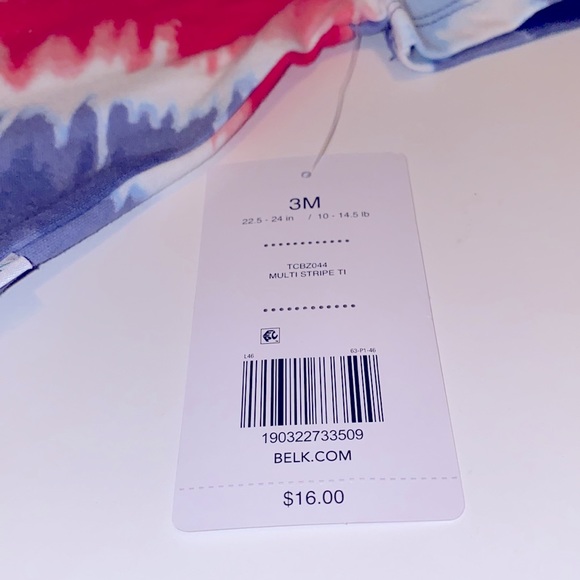 3M
22.5 - 24 in / 10 - 14.5 lb
TCBZ044
MULTI STRIPE TI
L46 63-P1-46
190322733509
BELK.COM
$16.00